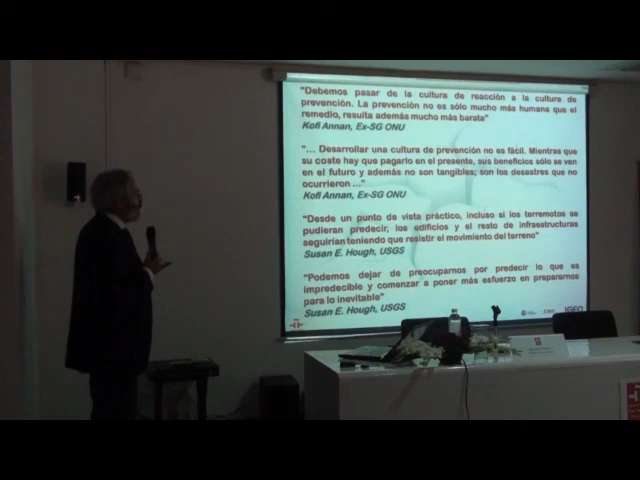 "Debemos pasar de la cultura de reacción a la cultura de
prevención. La prevención no es sólo mucho más humana que el
remedio, resulta además mucho más barata"
Kofi Annan, Ex-SG ONU
"... Desarrollar una cultura de prevención no es fácil. Mientras que
su coste hay que pagarlo en el presente, sus beneficios sólo se ven
en el futuro y además no son tangibles; son los desastres que no
ocurrieron ..."
Kofi Annan, Ex-SG ONU
"Desde un punto de vista práctico, incluso si los terremotos se
pudieran predecir, los edificios y el resto de infraestructuras
seguirían teniendo que resistir el movimiento del terreno"
Susan E. Hough, USGS
"Podemos dejar de preocuparnos por predecir lo que es
impredecible y comenzar a poner más esfuerzo en prepararnos
para lo inevitable"
Susan E. Hough, USGS
IGEO